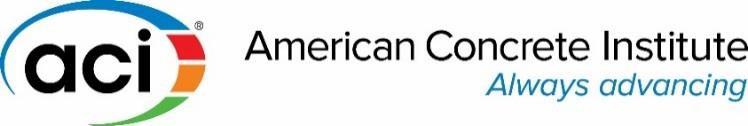 aci®
American Concrete Institute
Always advancing